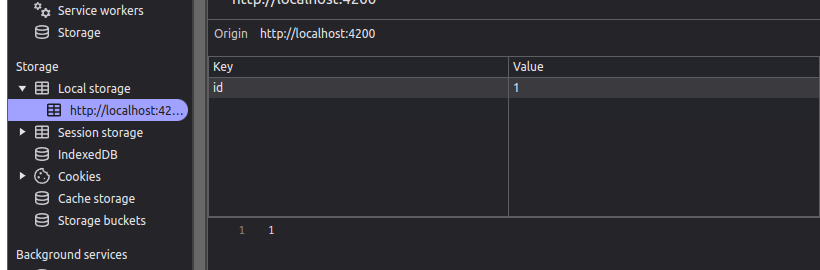 Service workers
Storage
Storage
Local storage
http://localhost:42...
Session storage
IndexedDB
Cookies
Cache storage
Storage buckets
Background services
http://localhost:4200
Origin http://localhost:4200
Key Value
id 1
1 1